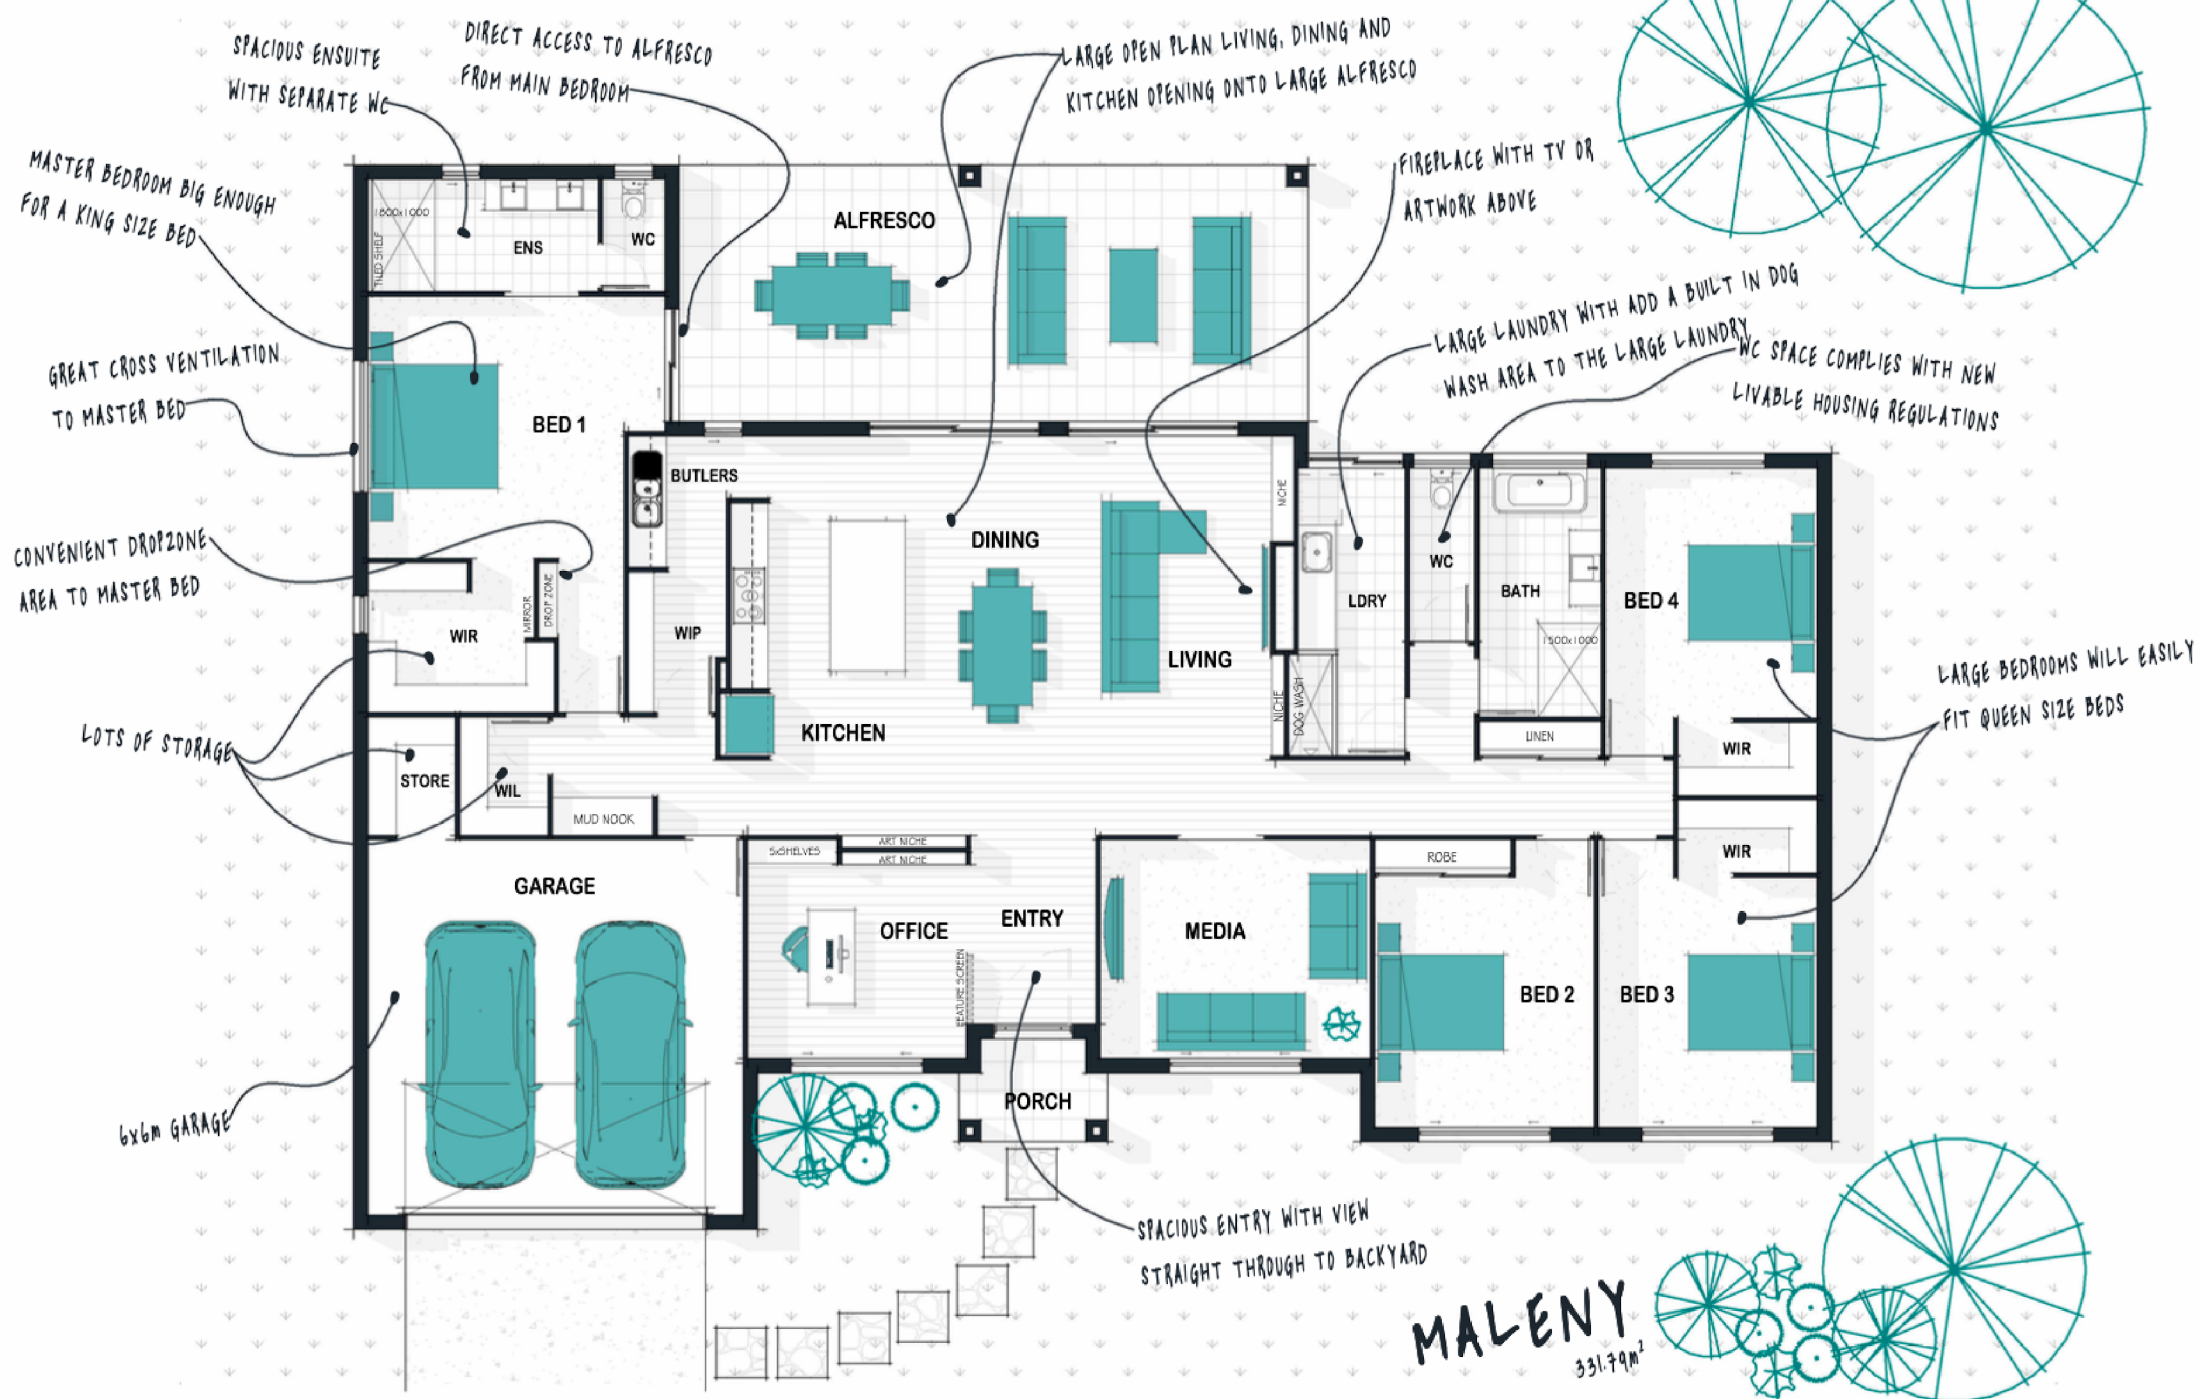 SPACIOUS ENSUITE
WITH SEPARATE WC
DIRECT ACCESS TO ALFRESCO
FROM MAIN BEDROOM
LARGE OPEN PLAN LIVING, DINING AND
KITCHEN OPENING ONTO LARGE ALFRESCO
FIREPLACE WITH TV OR
ARTWORK ABOVE
MASTER BEDROOM BIG ENOUGH
FOR A KING SIZE BED
LARGE LAUNDRY WITH ADD A BUILT IN DOG
WASH AREA TO THE LARGE LAUNDRY
WC SPACE COMPLIES WITH NEW
LIVABLE HOUSING REGULATIONS
GREAT CROSS VENTILATION
TO MASTER BED
CONVENIENT DROPZONE
AREA TO MASTER BED
LOTS OF STORAGE
LARGE BEDROOMS WILL EASILY
FIT QUEEN SIZE BEDS
6x6m GARAGE
SPACIOUS ENTRY WITH VIEW
STRAIGHT THROUGH TO BACKYARD
1800x1000
TILED SHELF
ENS
WC
ALFRESCO
BED 1
BUTLERS
NICHE
DINING
WC
BATH
LDRY
BED 4
MIRROR
DROP ZONE
WIR
WIP
1500x1000
LIVING
NICHE
DOG WASH
KITCHEN
LINEN
WIR
STORE
WIL
MUD NOOK
5xSHELVES
ART NICHE
ART NICHE
ROBE
WIR
GARAGE
OFFICE
ENTRY
FEATURE SCREEN
MEDIA
BED 2
BED 3
PORCH
MALENY
331.79m²